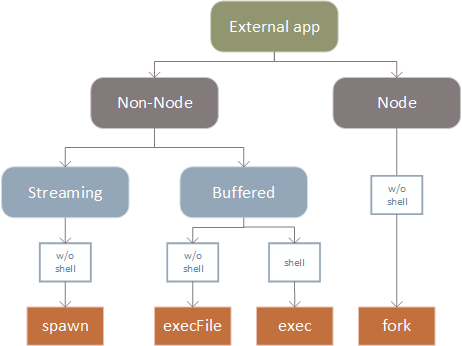 External app
Non-Node
Node
Streaming
Buffered
w/o
shell
w/o
shell
w/o
shell
shell
spawn
execFile
exec
fork